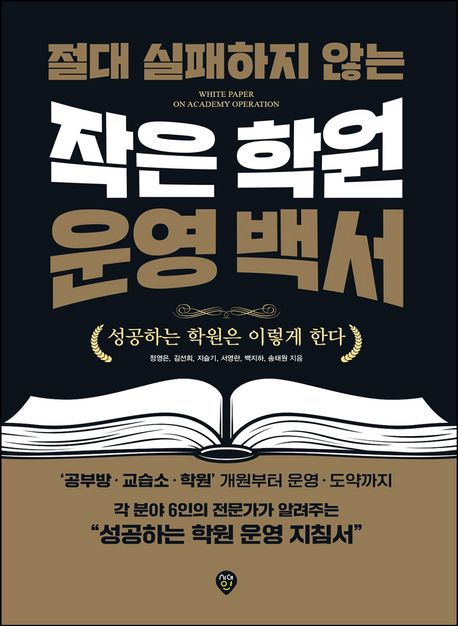 절대 실패하지 않는
WHITE PAPER
ON ACADEMY OPERATION
작은 학원
운영 백서
성공하는 학원은 이렇게 한다
정영은, 김선희, 지슬기, 서영란, 백지하, 송태원 지음
‘공부방·교습소·학원’ 개원부터 운영·도약까지
각 분야 6인의 전문가가 알려주는
“성공하는 학원 운영 지침서”
시대
인